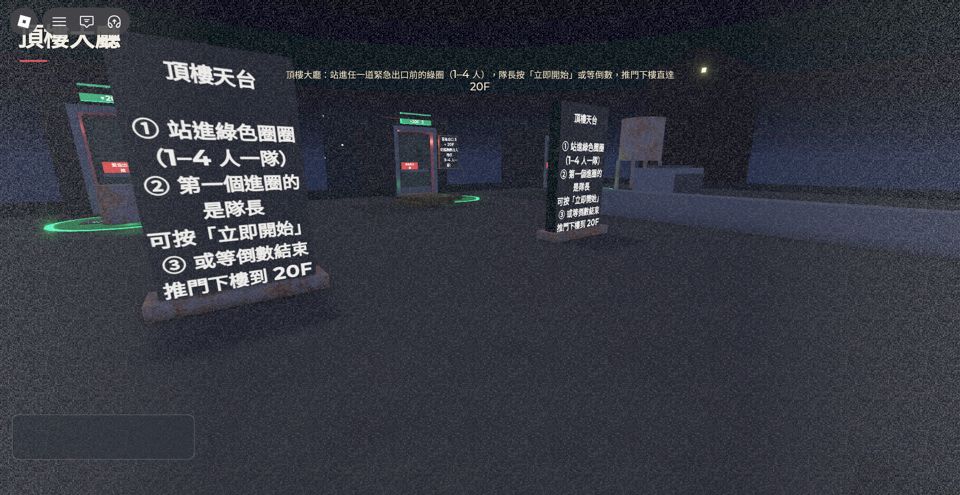 頂樓大廳
頂樓大廳：站進任一道緊急出口前的綠圈（1–4 人），隊長按「立即開始」或等倒數，推門下樓直達
20F
頂樓天台
① 站進綠色圈圈
（1–4 人一隊）
② 第一個進圈的
是隊長
可按「立即開始」
③ 或等倒數結束
推門下樓到 20F
頂樓天台
① 站進綠色圈圈
（1–4 人一隊）
② 第一個進圈的
是隊長
可按「立即開始」
③ 或等倒數結束
推門下樓到 20F